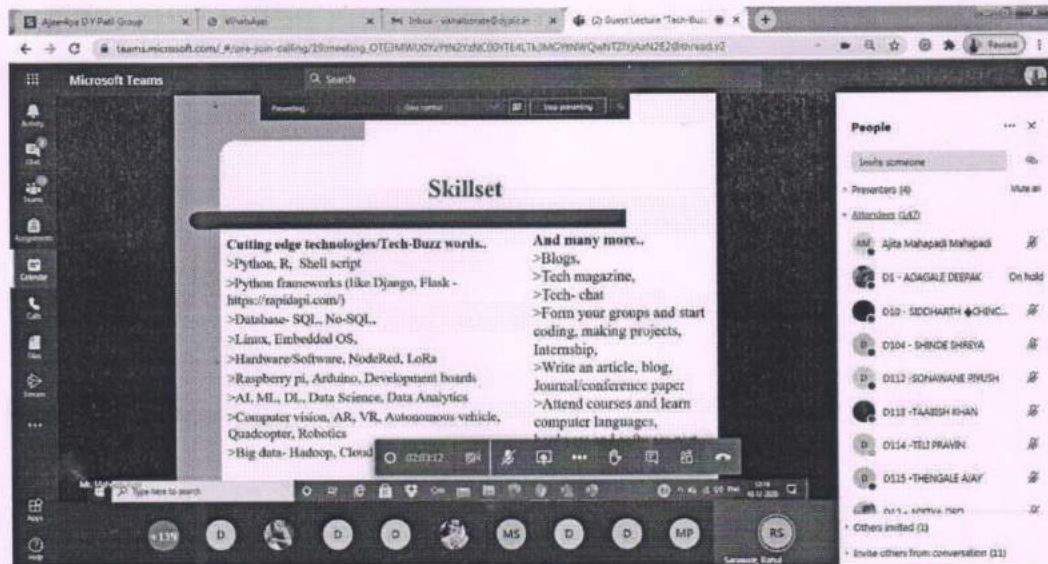 Ajeenkya D Y Patil Group
WhatsApp
Inbox - vishalborate@dypic.in
(2) Guest Lecture "Tech-Buzz
Paused
Microsoft Teams
Search
Presenting...
Give control
Stop presenting
Activity
Chat
Teams
Assignments
Calendar
Calls
Files
Stream
Apps
Help
Skillset
Cutting edge technologies/Tech-Buzz words..
>Python, R, Shell script
>Python frameworks (like Django, Flask -
https://rapidapi.com/)
>Database- SQL, No-SQL,
>Linux, Embedded OS,
>Hardware/Software, NodeRed, LoRa
>Raspberry pi, Arduino, Development boards
>AI, ML, DL, Data Science, Data Analytics
>Computer vision, AR, VR, Autonomous vehicle,
Quadcopter, Robotics
>Big data- Hadoop, Cloud
And many more..
>Blogs,
>Tech magazine,
>Tech- chat
>Form your groups and start
coding, making projects,
Internship,
>Write an article, blog,
Journal/conference paper
>Attend courses and learn
computer languages,
02:03:12
Type here to search
+139
D
D
D
MS
D
D
MP
RS
People
Invite someone
Presenters (4)
Mute all
Attendees (147)
AM Ajita Mahapadi Mahapadi
D1 - ADAGALE DEEPAK On hold
D10 - SIDDHARTH �CHINC...
D D104 - SHINDE SHREYA
D D112 -SONAWANE PIYUSH
D118 -TAABISH KHAN
D D114 -TELI PRAVIN
D D115 -THENGALE AJAY
Others invited (1)
Invite others from conversation (11)